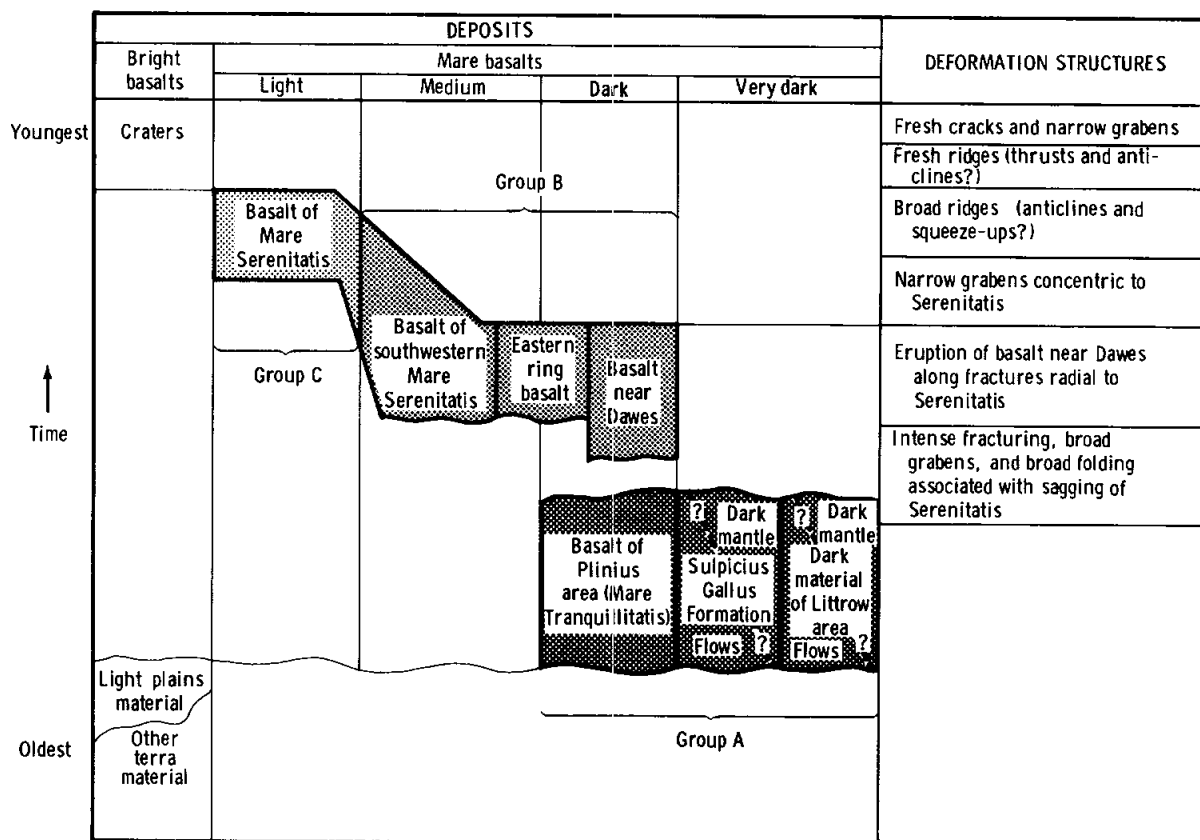 DEPOSITS
Bright
basalts
Mare basalts
Light
Medium
Dark
Very dark
DEFORMATION STRUCTURES
Youngest
Time
Oldest
Craters
Light plains
material
Other
terra
material
Basalt of
Mare
Serenitatis
Group C
Group B
Basalt of
southwestern
Mare
Serenitatis
Eastern
ring
basalt
Basalt
near
Dawes
Basalt of
Plinius
area (Mare
Tranquillitatis)
? Dark
mantle
Sulpicius
Gallus
Formation
Flows ?
? Dark
mantle
Dark
material
of Littrow
area
Flows ?
Group A
Fresh cracks and narrow grabens
Fresh ridges (thrusts and anti-
clines?)
Broad ridges (anticlines and
squeeze-ups?)
Narrow grabens concentric to
Serenitatis
Eruption of basalt near Dawes
along fractures radial to
Serenitatis
Intense fracturing, broad
grabens, and broad folding
associated with sagging of
Serenitatis